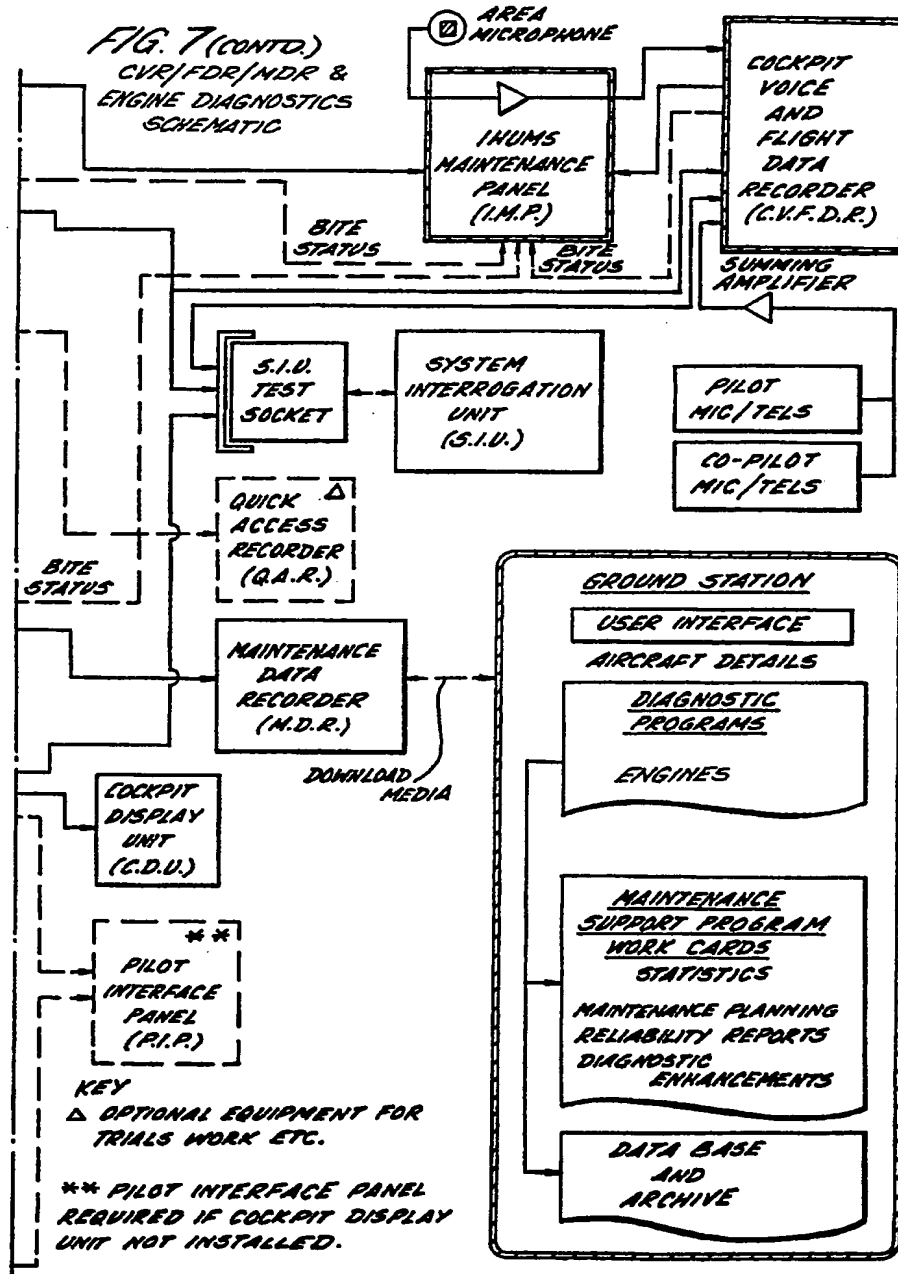 FIG. 7 (CONTD.)
CVR/FDR/MDR &
ENGINE DIAGNOSTICS
SCHEMATIC
AREA
MICROPHONE
IHUMS
MAINTENANCE
PANEL
(I.M.P.)
COCKPIT
VOICE
AND
FLIGHT
DATA
RECORDER
(C.V.F.D.R.)
BITE
STATUS
BITE
STATUS
SUMMING
AMPLIFIER
S.I.U.
TEST
SOCKET
SYSTEM
INTERROGATION
UNIT
(S.I.U.)
PILOT
MIC/TELS
CO-PILOT
MIC/TELS
QUICK Δ
ACCESS
RECORDER
(Q.A.R.)
BITE
STATUS
MAINTENANCE
DATA
RECORDER
(M.D.R.)
DOWNLOAD
MEDIA
COCKPIT
DISPLAY
UNIT
(C.D.U.)
**
PILOT
INTERFACE
PANEL
(P.I.P.)
GROUND STATION
USER INTERFACE
AIRCRAFT DETAILS
DIAGNOSTIC
PROGRAMS
ENGINES
MAINTENANCE
SUPPORT PROGRAM
WORK CARDS
STATISTICS
MAINTENANCE PLANNING
RELIABILITY REPORTS
DIAGNOSTIC
ENHANCEMENTS
DATA BASE
AND
ARCHIVE
KEY
Δ OPTIONAL EQUIPMENT FOR
TRIALS WORK ETC.
** PILOT INTERFACE PANEL
REQUIRED IF COCKPIT DISPLAY
UNIT NOT INSTALLED.